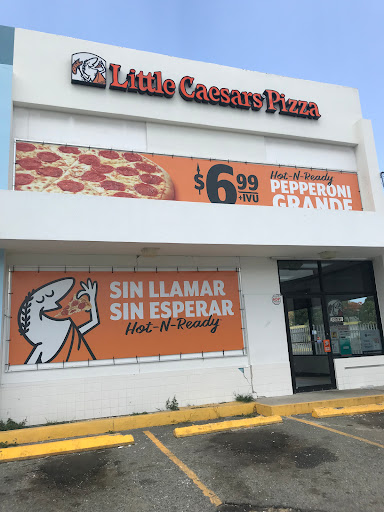 Little Caesars Pizza
$6.99
+IVU
Hot-N-Ready
PEPPERONI
GRANDE
SIN LLAMAR
SIN ESPERAR
Hot-N-Ready